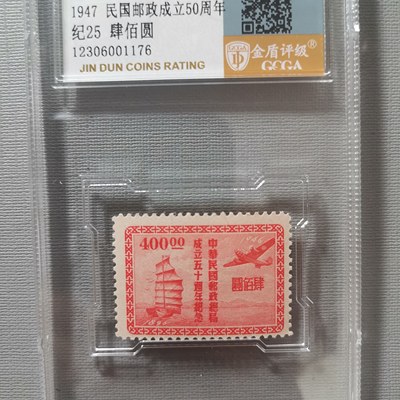 1947 民国邮政成立50周年
纪25 肆佰圆
12306001176
金盾评级®
GCGA
JIN DUN COINS RATING
400.00
中華民國郵政總局
成立五十週年紀念
肆佰圓